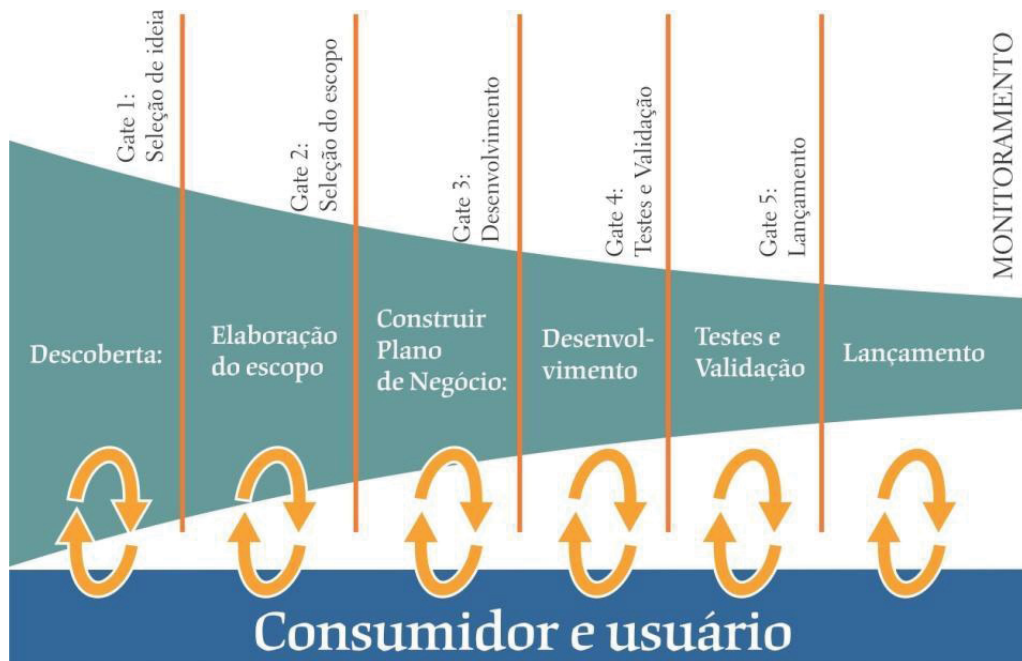 Gate 1:
Seleção de ideia
Gate 2:
Seleção do escopo
Gate 3:
Desenvolvimento
Gate 4:
Testes e Validação
Gate 5:
Lançamento
MONITORAMENTO
Descoberta:
Elaboração
do escopo
Construir
Plano
de Negócio:
Desenvol-
vimento
Testes e
Validação
Lançamento
Consumidor e usuário